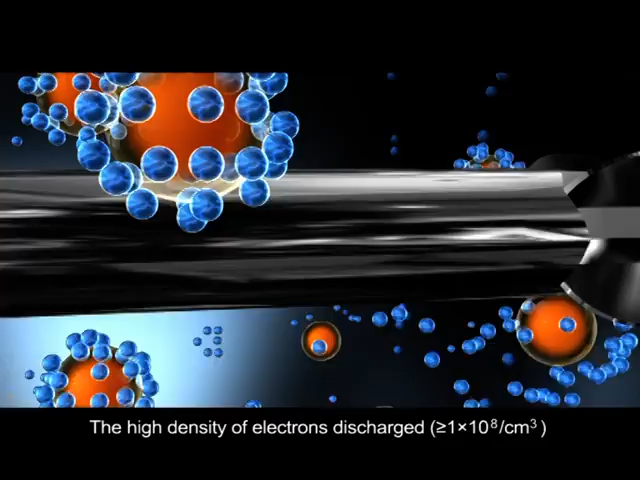 The high density of electrons discharged (≥1×10⁸/cm³ )